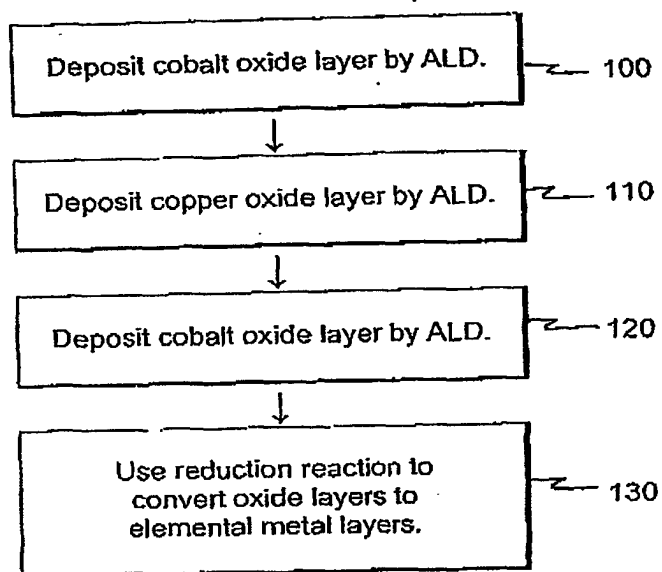 Deposit cobalt oxide layer by ALD.
100
Deposit copper oxide layer by ALD.
110
Deposit cobalt oxide layer by ALD.
120
Use reduction reaction to
convert oxide layers to
elemental metal layers.
130